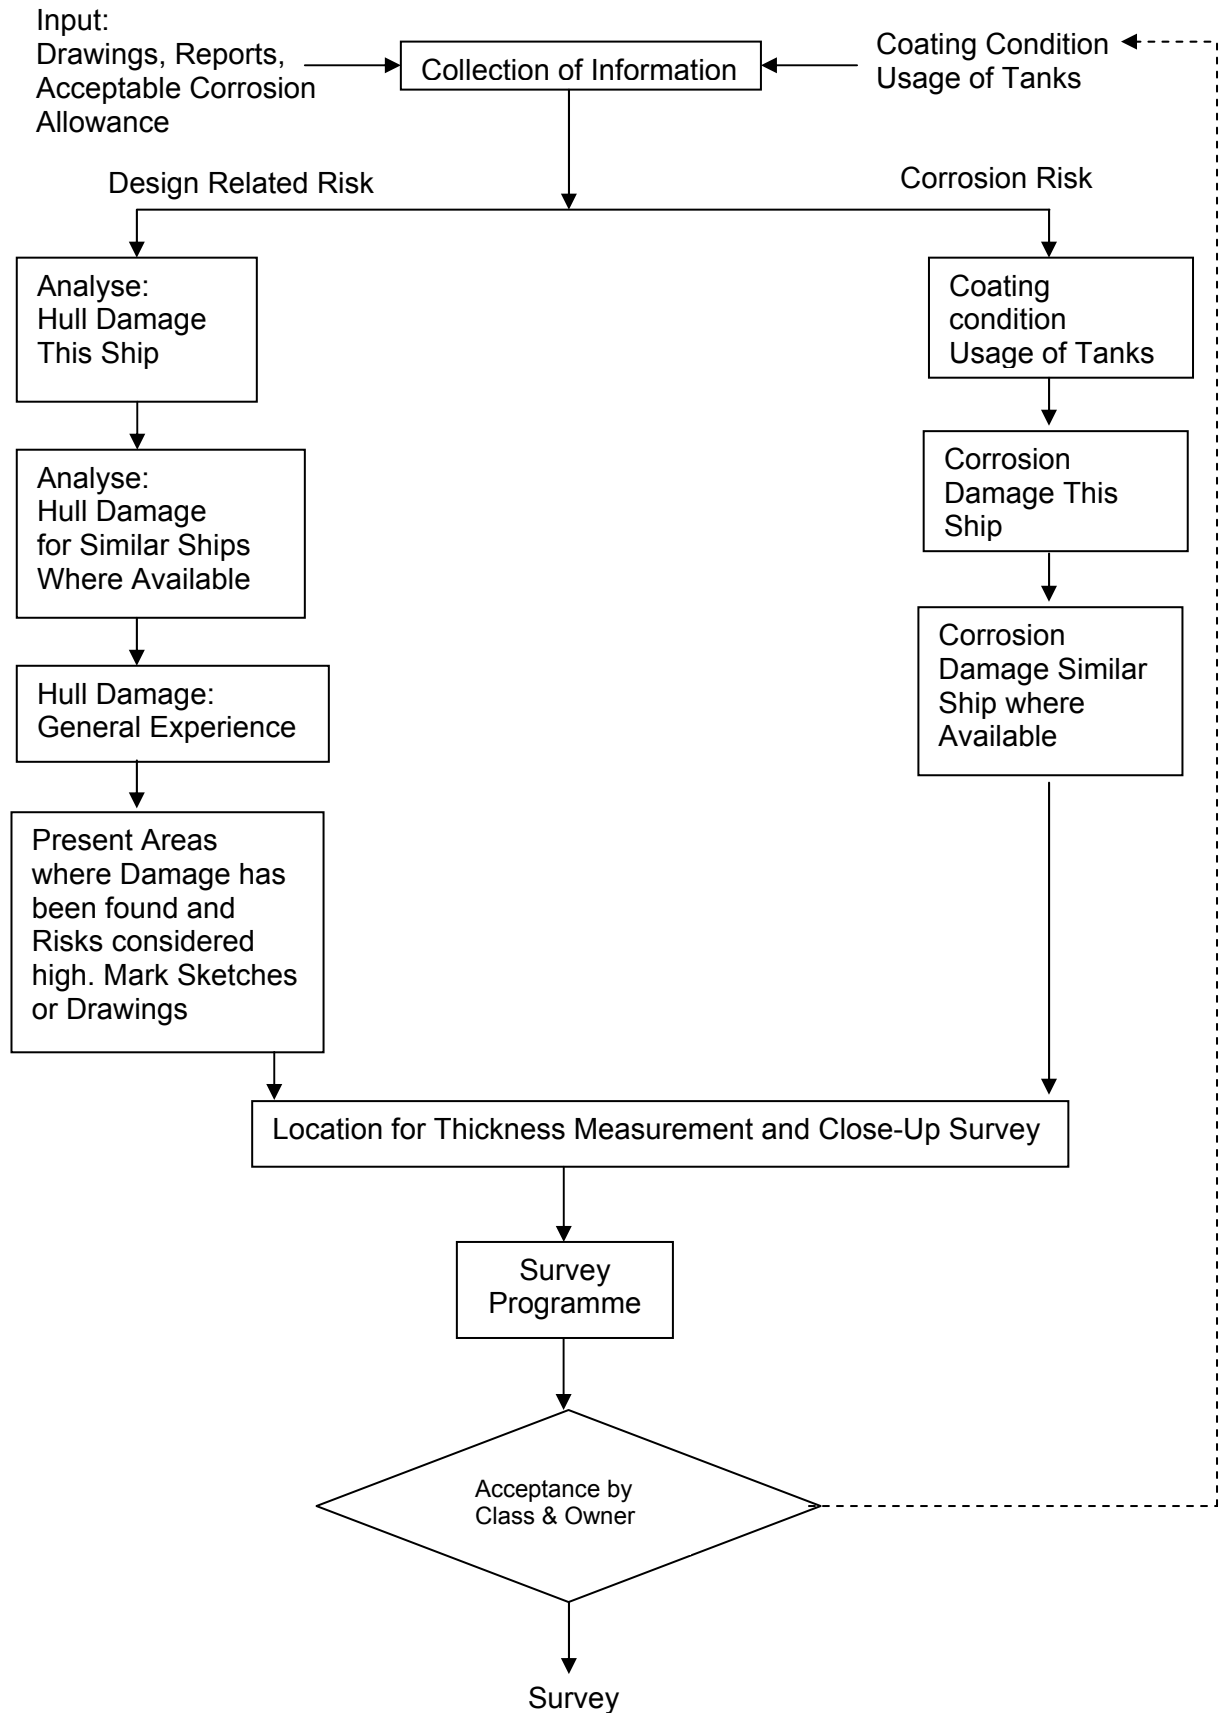 Input:
Drawings, Reports,
Acceptable Corrosion
Allowance
Collection of Information
Coating Condition
Usage of Tanks
Design Related Risk
Corrosion Risk
Analyse:
Hull Damage
This Ship
Coating
condition
Usage of Tanks
Analyse:
Hull Damage
for Similar Ships
Where Available
Corrosion
Damage This
Ship
Hull Damage:
General Experience
Corrosion
Damage Similar
Ship where
Available
Present Areas
where Damage has
been found and
Risks considered
high. Mark Sketches
or Drawings
Location for Thickness Measurement and Close-Up Survey
Survey
Programme
Acceptance by
Class & Owner
Survey